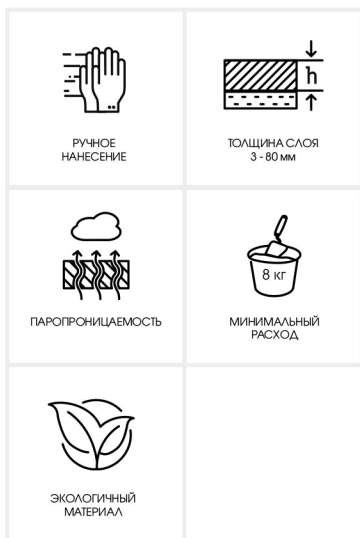 РУЧНОЕ
НАНЕСЕНИЕ
h
ТОЛЩИНА СЛОЯ
3 - 80 мм
ПАРОПРОНИЦАЕМОСТЬ
8 кг
МИНИМАЛЬНЫЙ
РАСХОД
ЭКОЛОГИЧНЫЙ
МАТЕРИАЛ